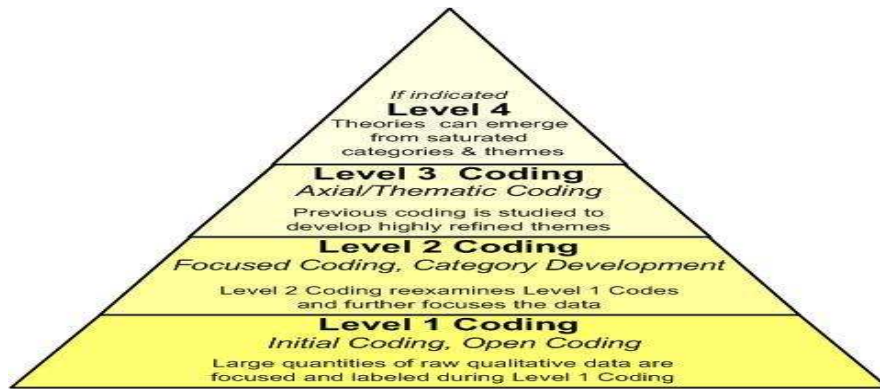 If indicated
Level 4
Theories can emerge
from saturated
categories & themes
Level 3 Coding
Axial/Thematic Coding
Previous coding is studied to
develop highly refined themes
Level 2 Coding
Focused Coding, Category Development
Level 2 Coding reexamines Level 1 Codes
and further focuses the data
Level 1 Coding
Initial Coding, Open Coding
Large quantities of raw qualitative data are
focused and labeled during Level 1 Coding